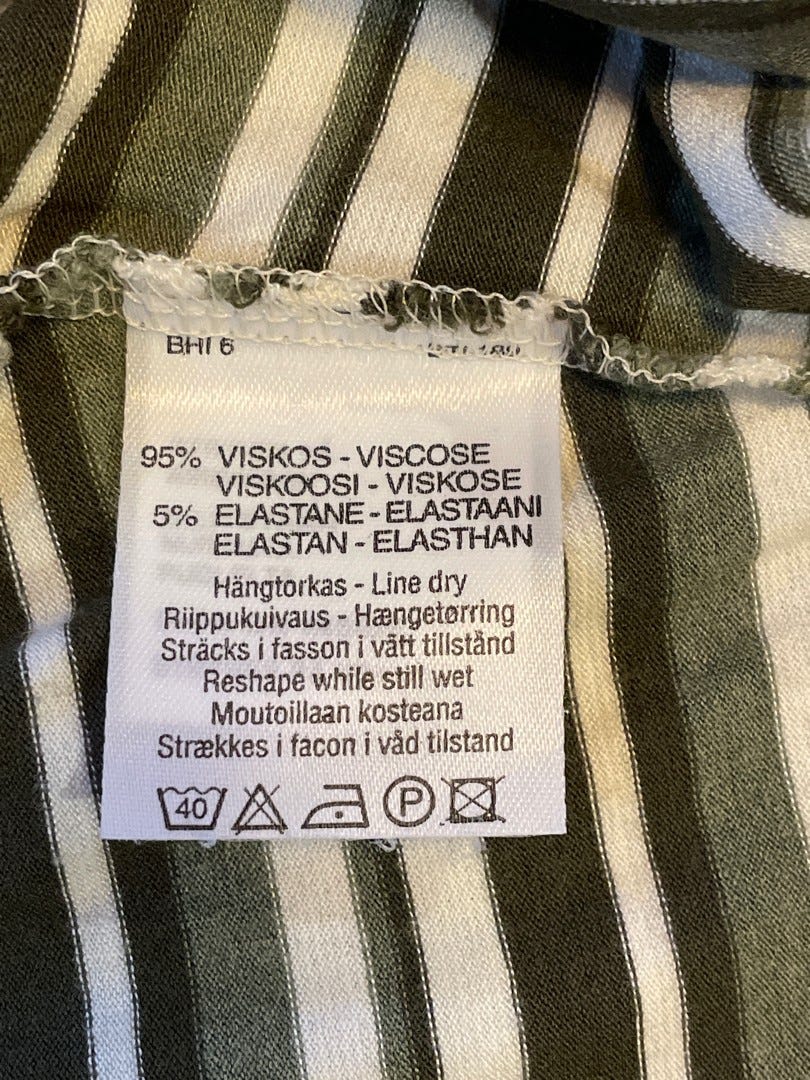 BHI 6
95% VISKOS - VISCOSE
VISKOOSI - VISKOSE
5% ELASTANE - ELASTAANI
ELASTAN - ELASTHAN
Hängtorkas - Line dry
Riippukuivaus - Hængetørring
Sträcks i fasson i vått tillstånd
Reshape while still wet
Moutoillaan kosteana
Strækkes i facon i våd tilstand
40 P